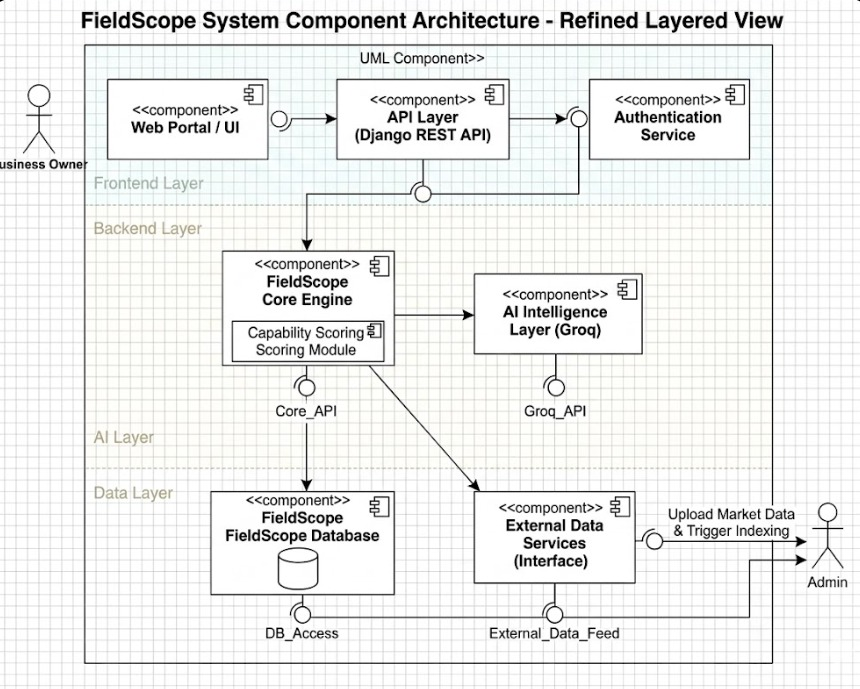 FieldScope System Component Architecture - Refined Layered View
UML Component>>
<<component>>
Web Portal / UI
<<component>>
API Layer
(Django REST API)
<<component>>
Authentication
Service
usiness Owner
Frontend Layer
Backend Layer
<<component>>
FieldScope
Core Engine
Capability Scoring
Scoring Module
<<component>>
AI Intelligence
Layer (Groq)
Core_API
Groq_API
AI Layer
Data Layer
<<component>>
FieldScope
FieldScope Database
<<component>>
External Data
Services
(Interface)
Upload Market Data
& Trigger Indexing
Admin
DB_Access
External_Data_Feed